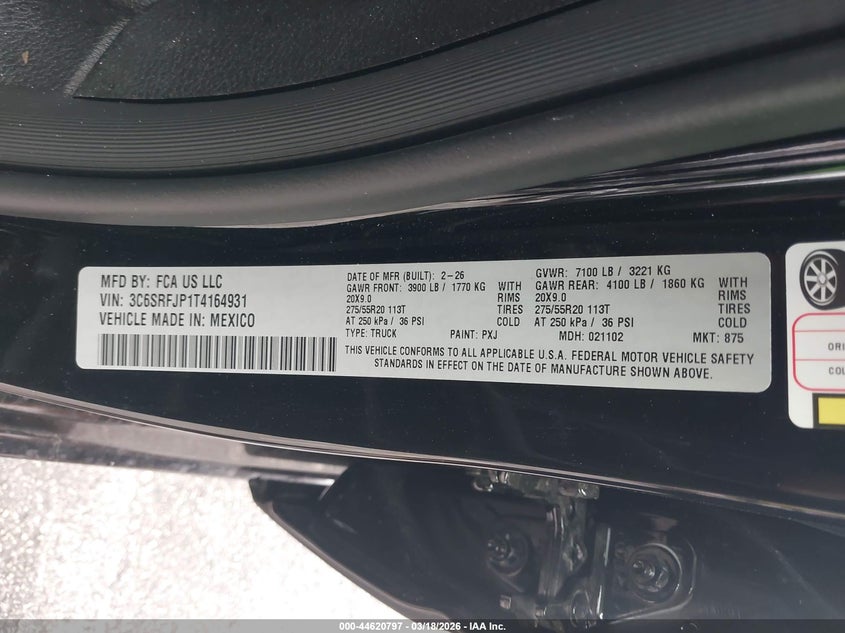 MFD BY: FCA US LLC
VIN: 3C6SRFJP1T4164931
VEHICLE MADE IN: MEXICO
DATE OF MFR (BUILT): 2-26
GAWR FRONT: 3900 LB / 1770 KG WITH
20X9.0 RIMS
275/55R20 113T TIRES
AT 250 kPa / 36 PSI COLD
TYPE: TRUCK PAINT: PXJ
GVWR: 7100 LB / 3221 KG
GAWR REAR: 4100 LB / 1860 KG WITH
20X9.0 RIMS
275/55R20 113T TIRES
AT 250 kPa / 36 PSI COLD
MDH: 021102 MKT: 875
THIS VEHICLE CONFORMS TO ALL APPLICABLE U.S.A. FEDERAL MOTOR VEHICLE SAFETY
STANDARDS IN EFFECT ON THE DATE OF MANUFACTURE SHOWN ABOVE.
ORI
COL
000-44620797 - 03/18/2026 - IAA Inc.